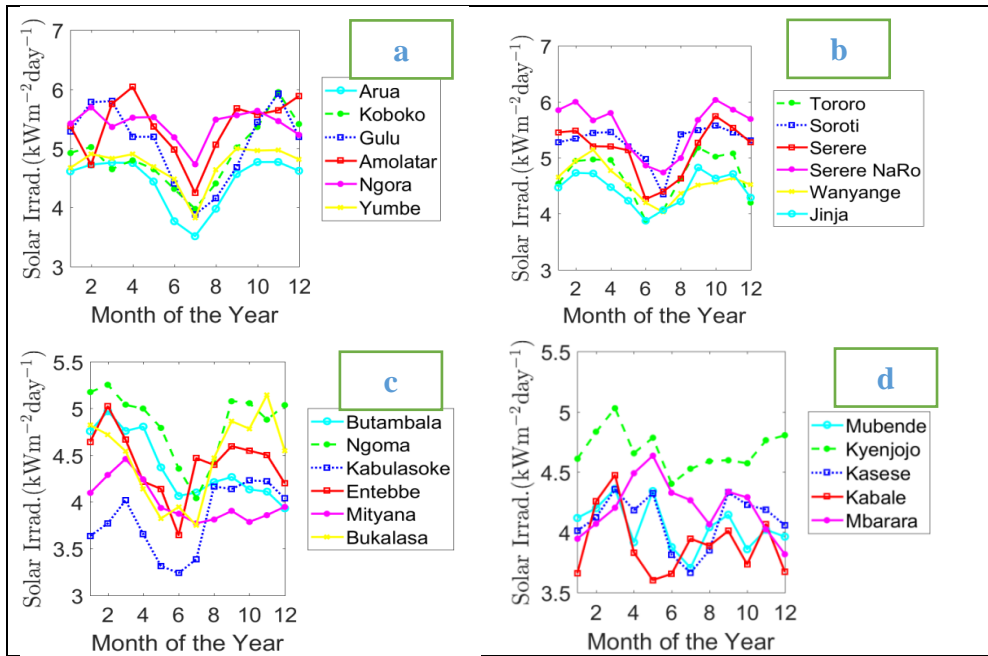 a
Solar Irrad.(kWm−2day−1)
7
6
5
4
3
2 4 6 8 10 12
Month of the Year
Arua
Koboko
Gulu
Amolatar
Ngora
Yumbe
b
Solar Irrad.(kWm−2day−1)
7
6
5
4
3
2 4 6 8 10 12
Month of the Year
Tororo
Soroti
Serere
Serere NaRo
Wanyange
Jinja
c
Solar Irrad.(kWm−2day−1)
5.5
5
4.5
4
3.5
3
2 4 6 8 10 12
Month of the Year
Butambala
Ngoma
Kabulasoke
Entebbe
Mityana
Bukalasa
d
Solar Irrad.(kWm−2day−1)
5.5
5
4.5
4
3.5
2 4 6 8 10 12
Month of the Year
Mubende
Kyenjojo
Kasese
Kabale
Mbarara